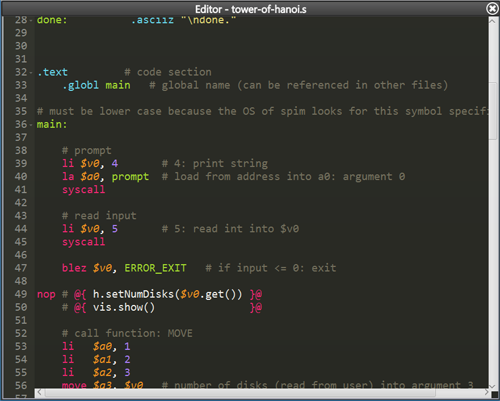 Editor - tower-of-hanoi.s
28 done: .asciiz "\ndone."
29
30
31
32 .text # code section
33 .globl main # global name (can be referenced in other files)
34
35 # must be lower case because the OS of spim looks for this symbol specif
36 main:
37
38 # prompt
39 li $v0, 4 # 4: print string
40 la $a0, prompt # load from address into a0: argument 0
41 syscall
42
43 # read input
44 li $v0, 5 # 5: read int into $v0
45 syscall
46
47 blez $v0, ERROR_EXIT # if input <= 0: exit
48
49 nop # @{ h.setNumDisks($v0.get()) }@
50 # @{ vis.show() }@
51
52 # call function: MOVE
53 li $a0, 1
54 li $a1, 2
55 li $a2, 3
56 move $a3, $v0 # number of disks (read from user) into argument 3